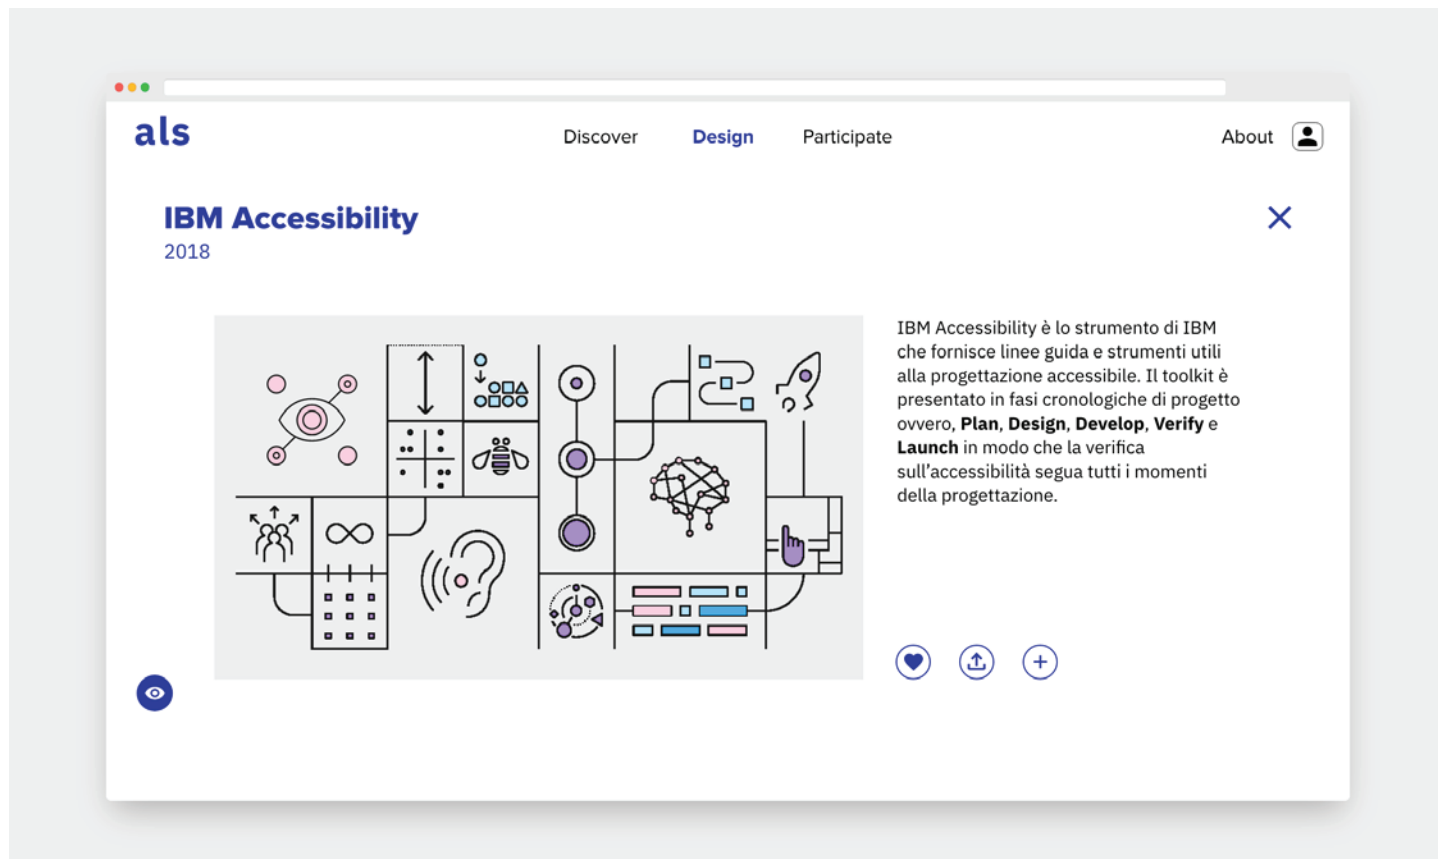 als
Discover
Design
Participate
About
IBM Accessibility
2018
IBM Accessibility è lo strumento di IBM
che fornisce linee guida e strumenti utili
alla progettazione accessibile. Il toolkit è
presentato in fasi cronologiche di progetto
ovvero, Plan, Design, Develop, Verify e
Launch in modo che la verifica
sull'accessibilità segua tutti i momenti
della progettazione.